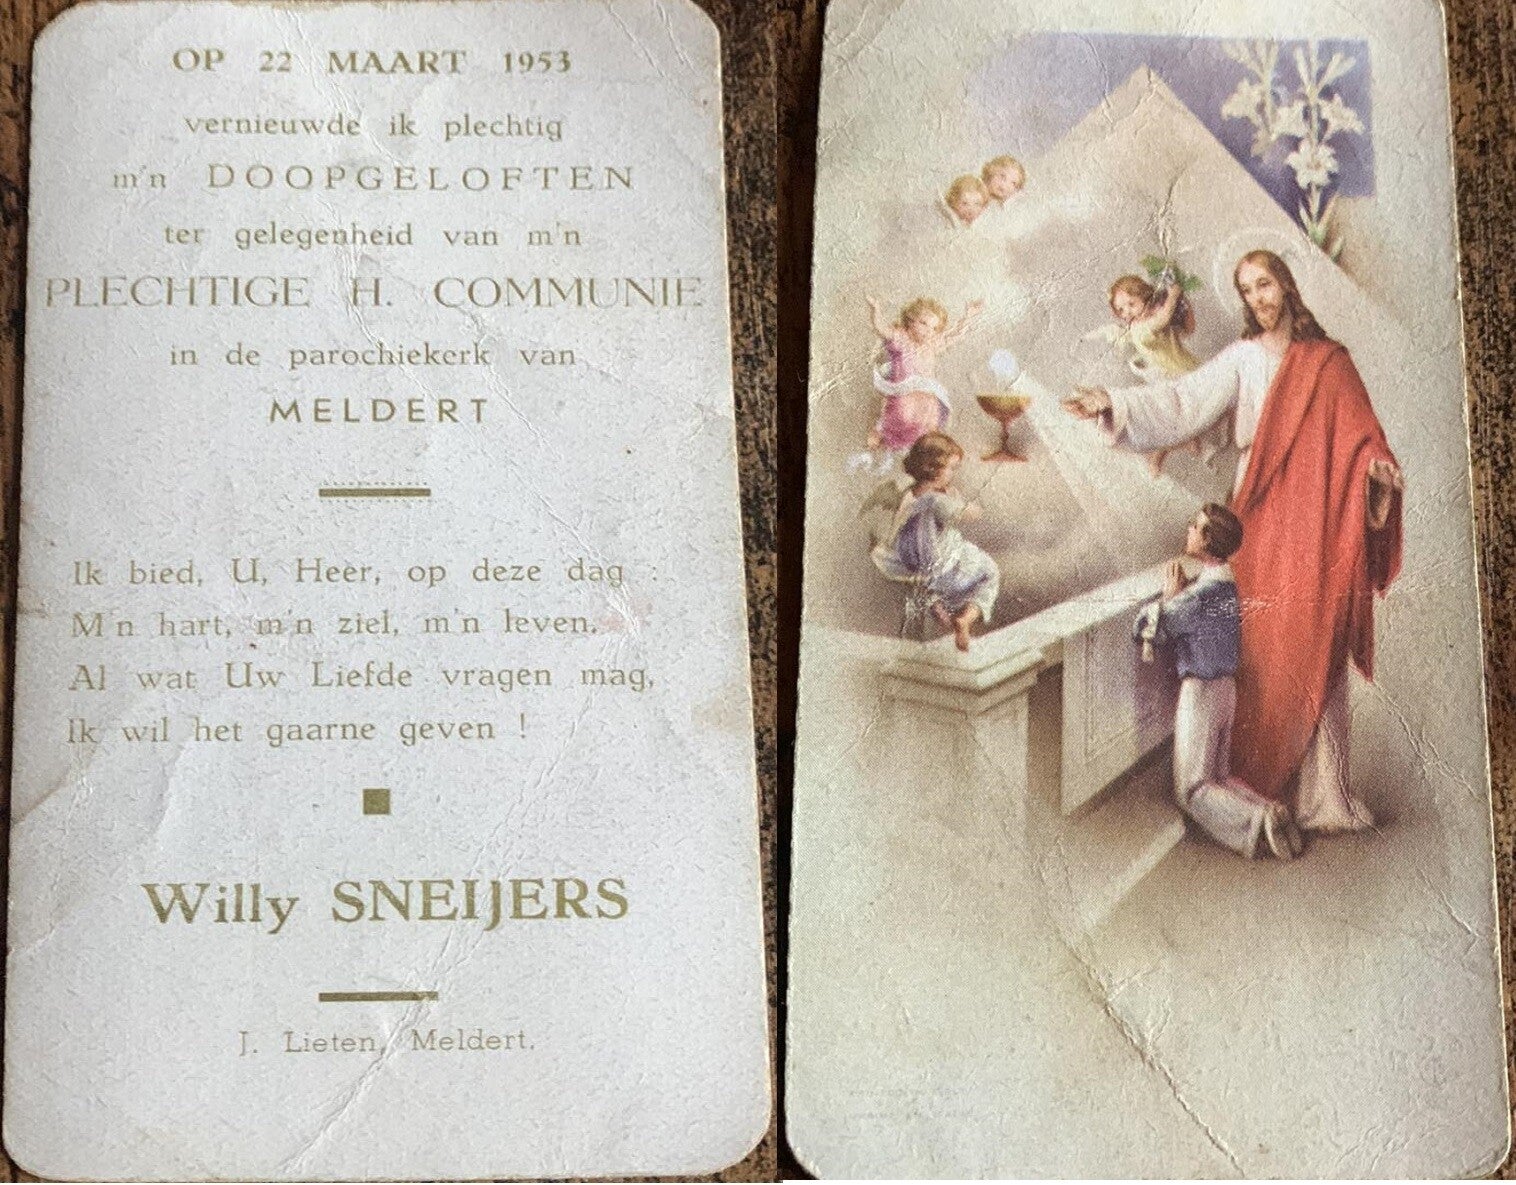 OP 22 MAART 1953
vernieuwde ik plechtig
m'n DOOPGELOFTEN
ter gelegenheid van m'n
PLECHTIGE H. COMMUNIE
in de parochiekerk van
MELDERT
Ik bied, U, Heer, op deze dag :
M'n hart, m'n ziel, m'n leven.
Al wat Uw Liefde vragen mag,
Ik wil het gaarne geven !
Willy SNEIJERS
J. Lieten, Meldert.